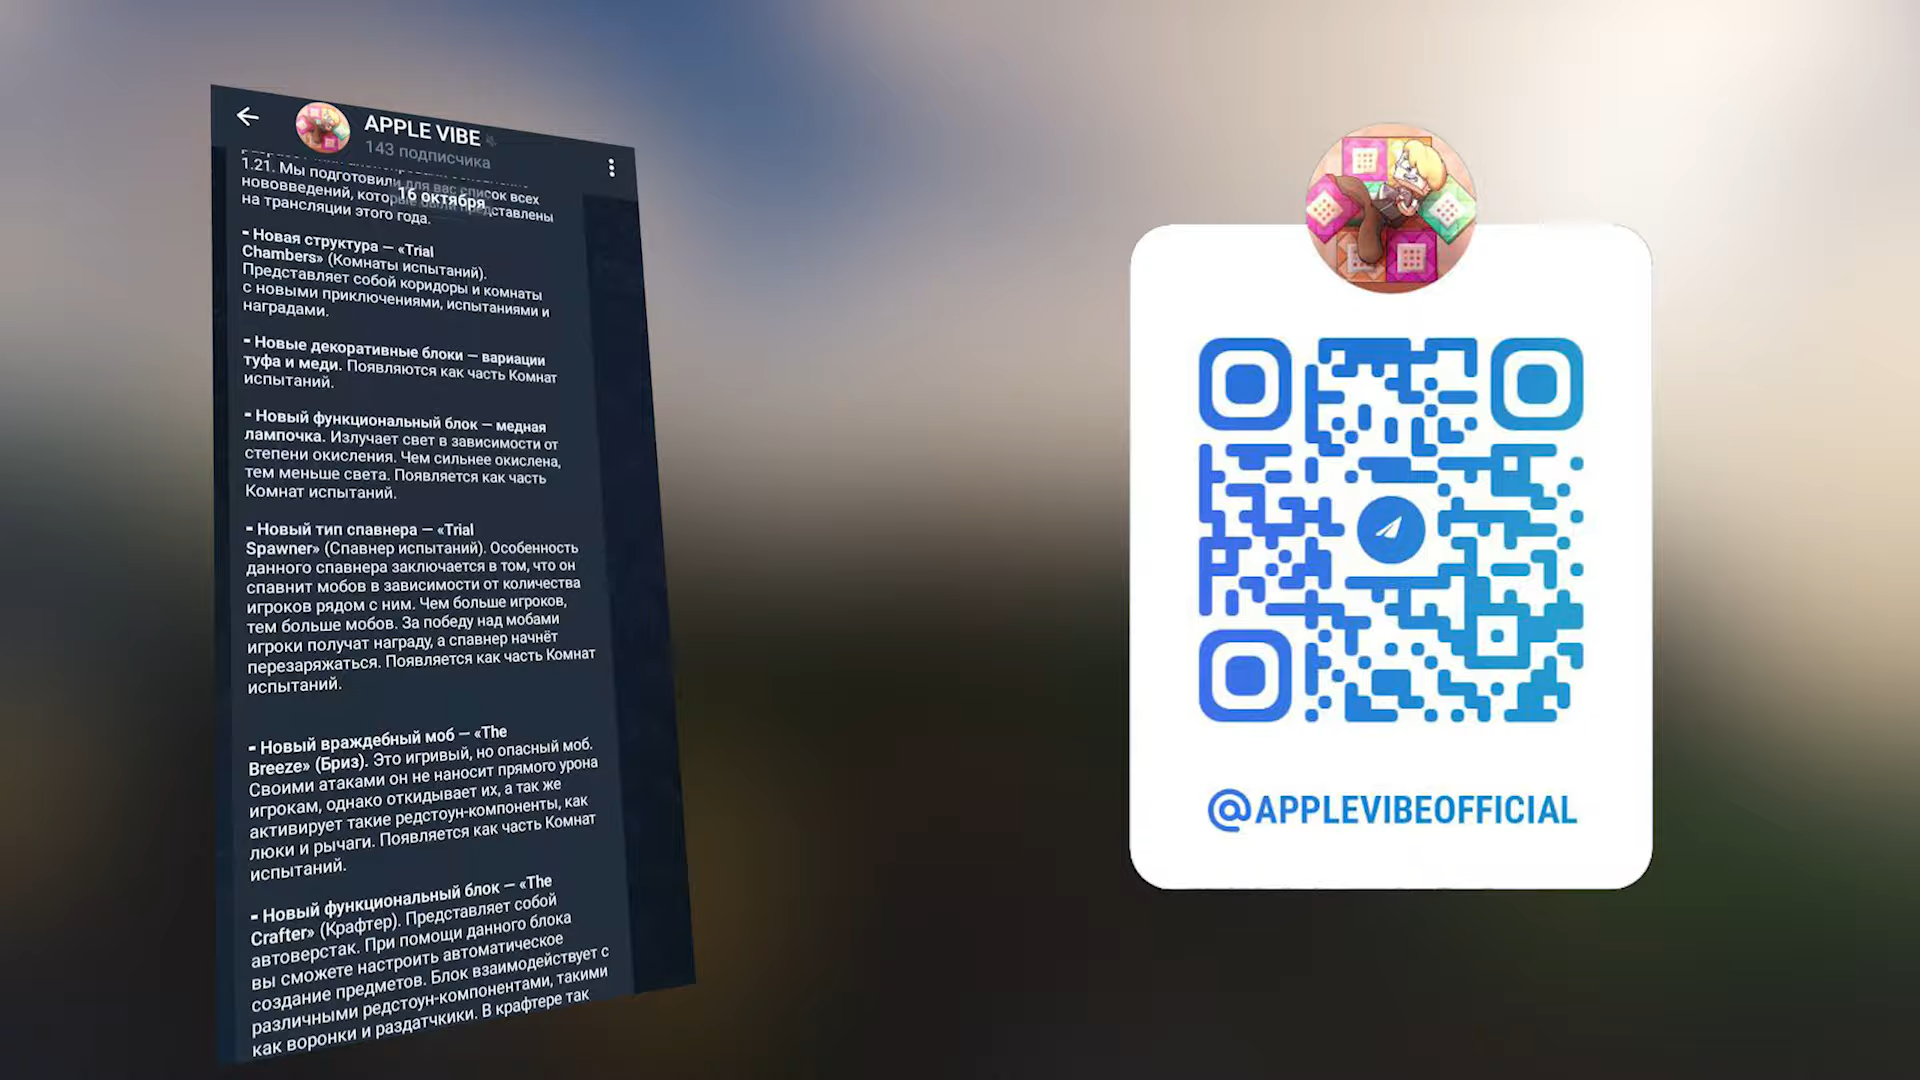 APPLE VIBE
143 подписчика
1.21. Мы подготовили для вас список всех
нововведений, которые были представлены
на трансляции этого года.
16 октября
- Новая структура — «Trial
Chambers» (Комнаты испытаний).
Представляет собой коридоры и комнаты
с новыми приключениями, испытаниями и
наградами.
- Новые декоративные блоки — вариации
туфа и меди. Появляются как часть Комнат
испытаний.
- Новый функциональный блок — медная
лампочка. Излучает свет в зависимости от
степени окисления. Чем сильнее окислена,
тем меньше света. Появляется как часть
Комнат испытаний.
- Новый тип спавнера — «Trial
Spawner» (Спавнер испытаний). Особенность
данного спавнера заключается в том, что он
спавнит мобов в зависимости от количества
игроков рядом с ним. Чем больше игроков,
тем больше мобов. За победу над мобами
игроки получат награду, а спавнер начнёт
перезаряжаться. Появляется как часть Комнат
испытаний.
- Новый враждебный моб — «The
Breeze» (Бриз). Это игривый, но опасный моб.
Своими атаками он не наносит прямого урона
игрокам, однако откидывает их, а так же
активирует такие редстоун-компоненты, как
люки и рычаги. Появляется как часть Комнат
испытаний.
- Новый функциональный блок — «The
Crafter» (Крафтер). Представляет собой
автоверстак. При помощи данного блока
вы сможете настроить автоматическое
создание предметов. Блок взаимодействует с
различными редстоун-компонентами, такими
как воронки и раздатчкики. В крафтере так
@APPLEVIBEOFFICIAL